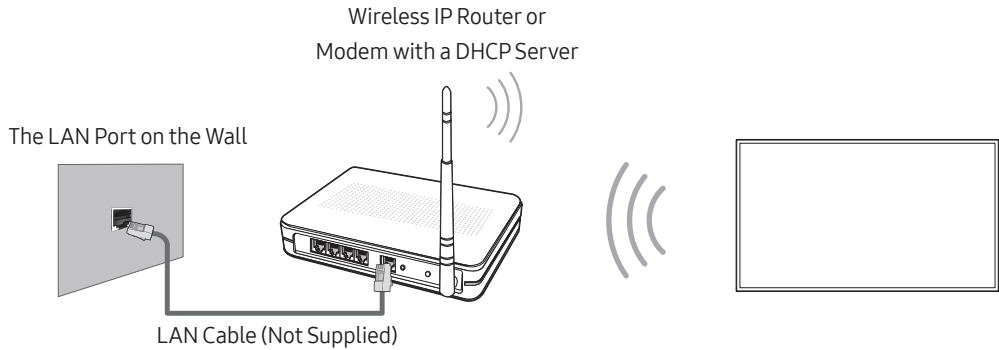 Wireless IP Router or
Modem with a DHCP Server
The LAN Port on the Wall
LAN Cable (Not Supplied)